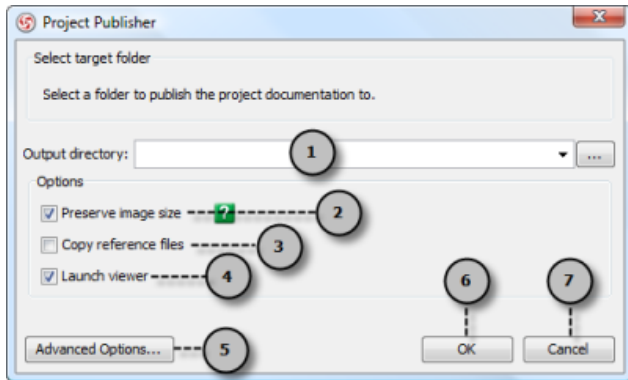 Project Publisher
Select target folder
Select a folder to publish the project documentation to.
Output directory: 1 ...
Options
Preserve image size ? 2
Copy reference files 3
Launch viewer 4
6 7
Advanced Options... 5 OK Cancel